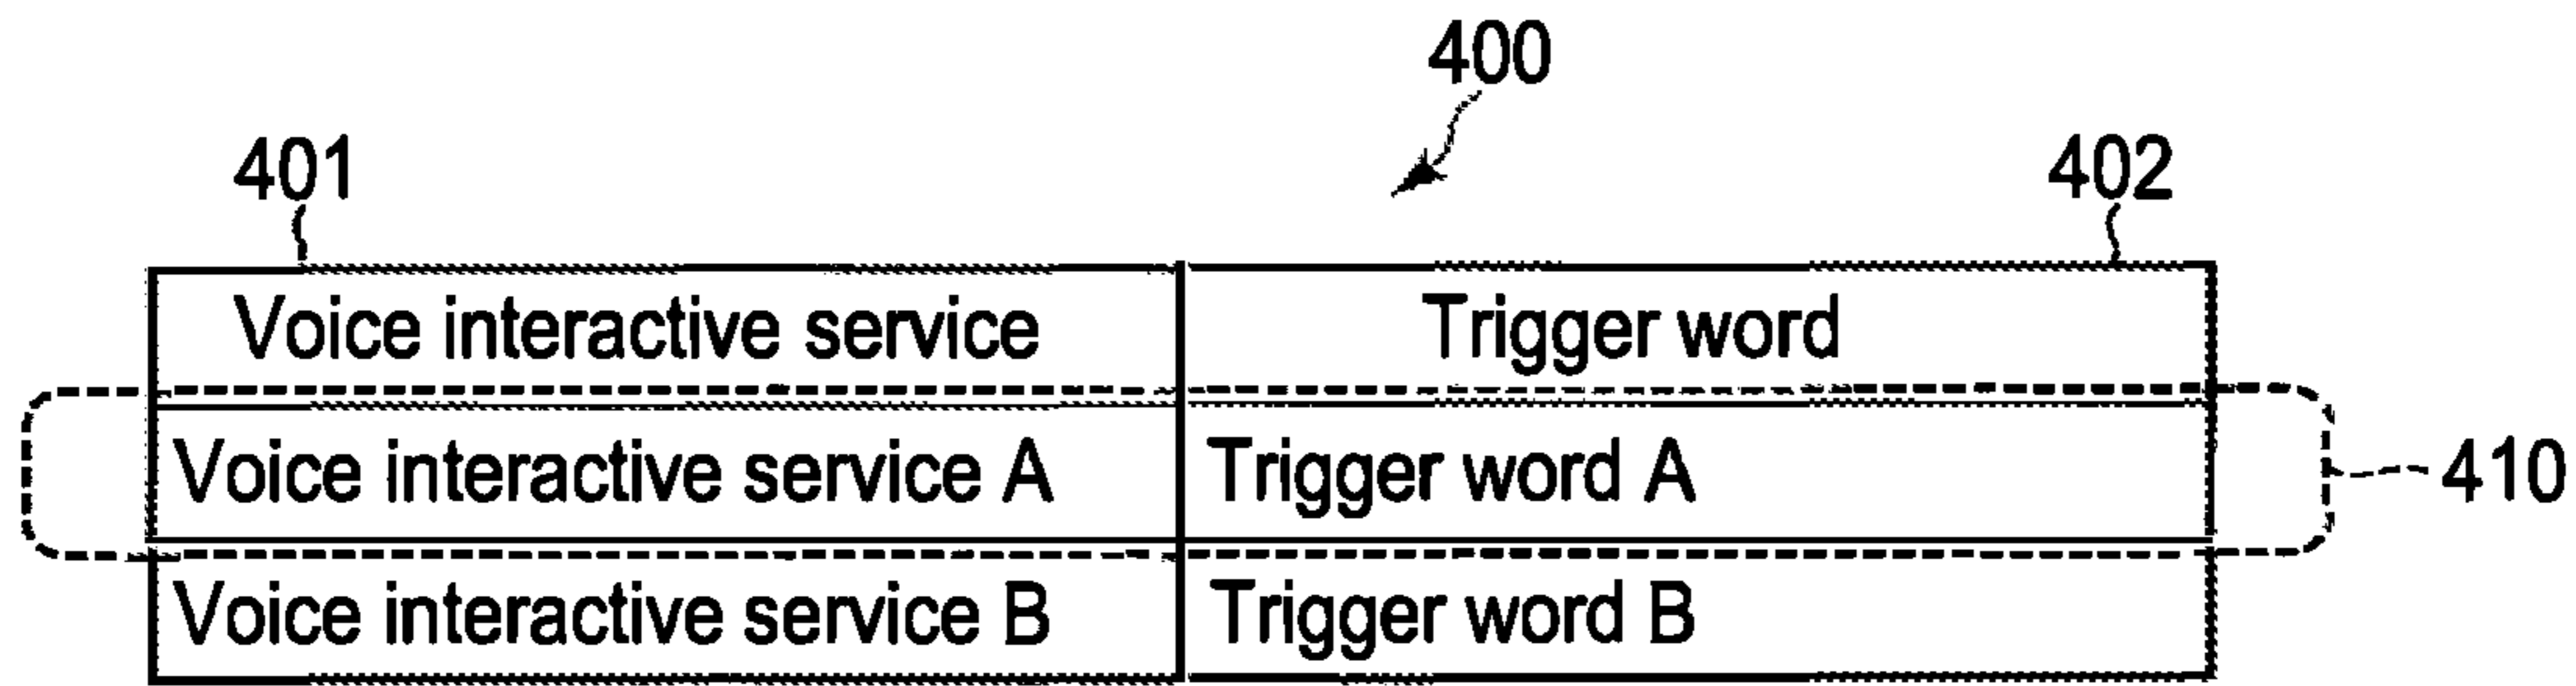 400
401
402
Voice interactive service Trigger word
Voice interactive service A Trigger word A
410
Voice interactive service B Trigger word B